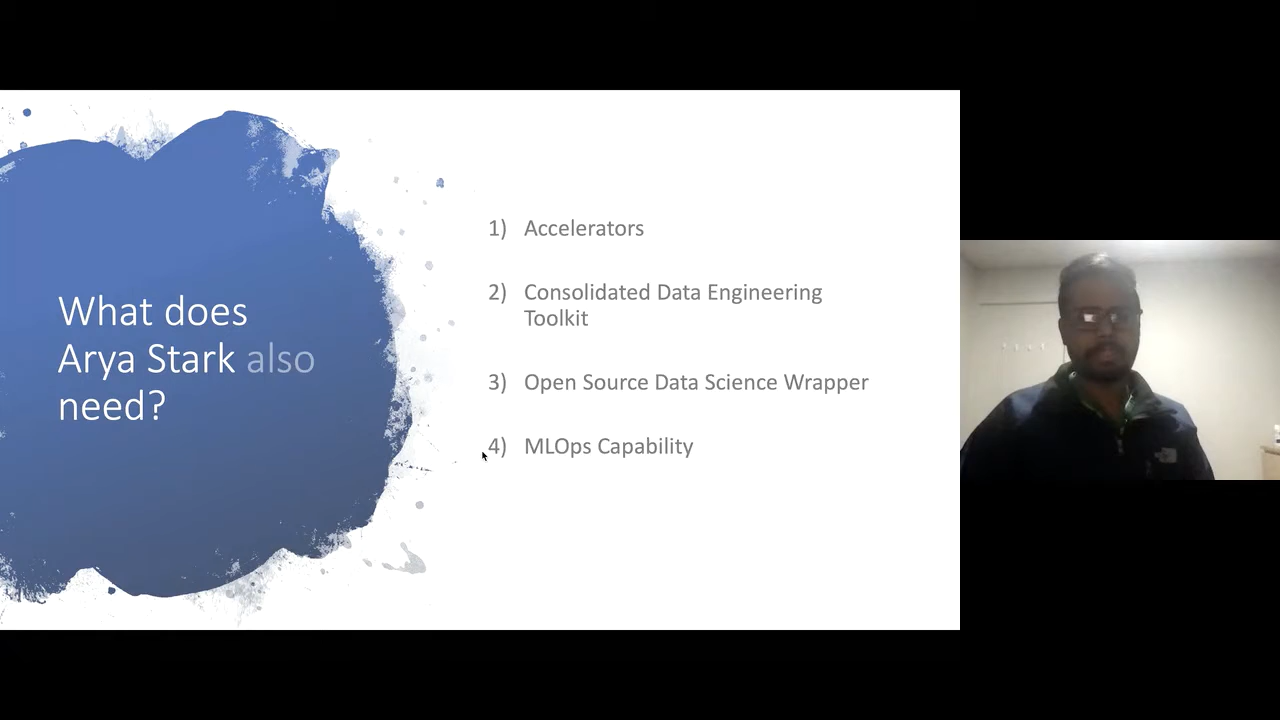 What does
Arya Stark also
need?
1) Accelerators
2) Consolidated Data Engineering
Toolkit
3) Open Source Data Science Wrapper
4) MLOps Capability